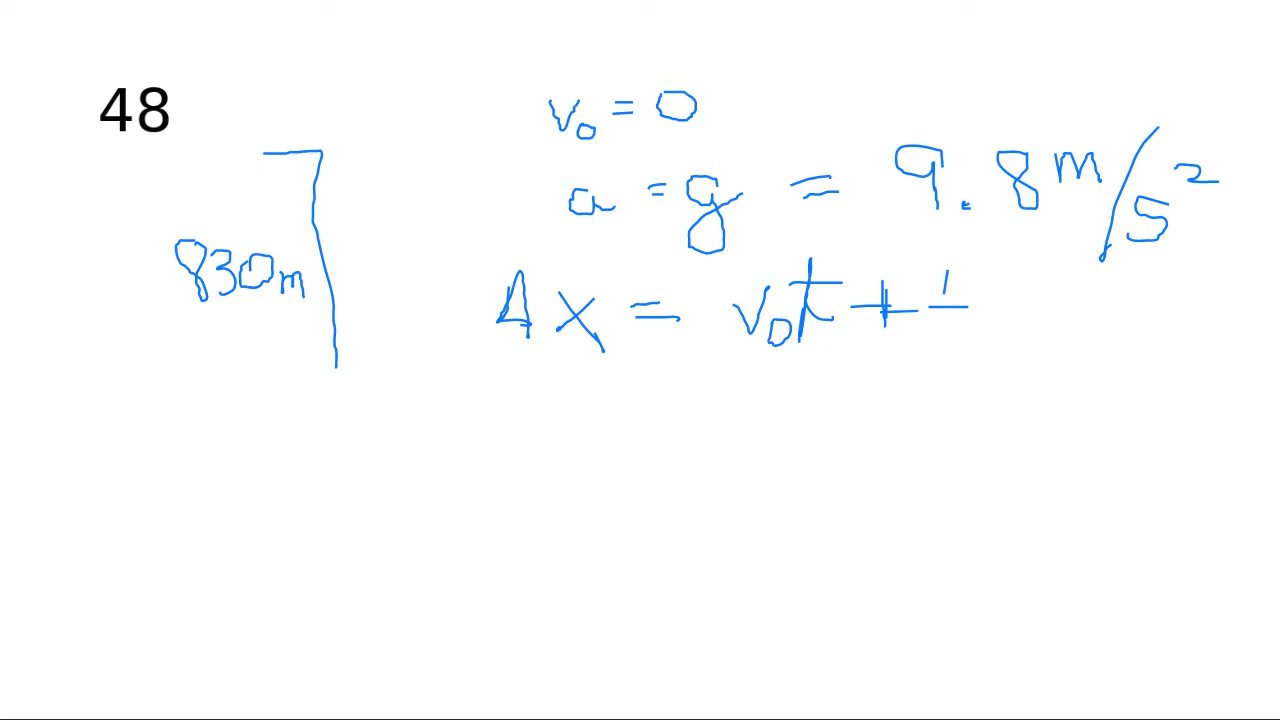 48
v₀ = 0
a = g = 9.8 m/s²
830m
Δx = v₀t + 1